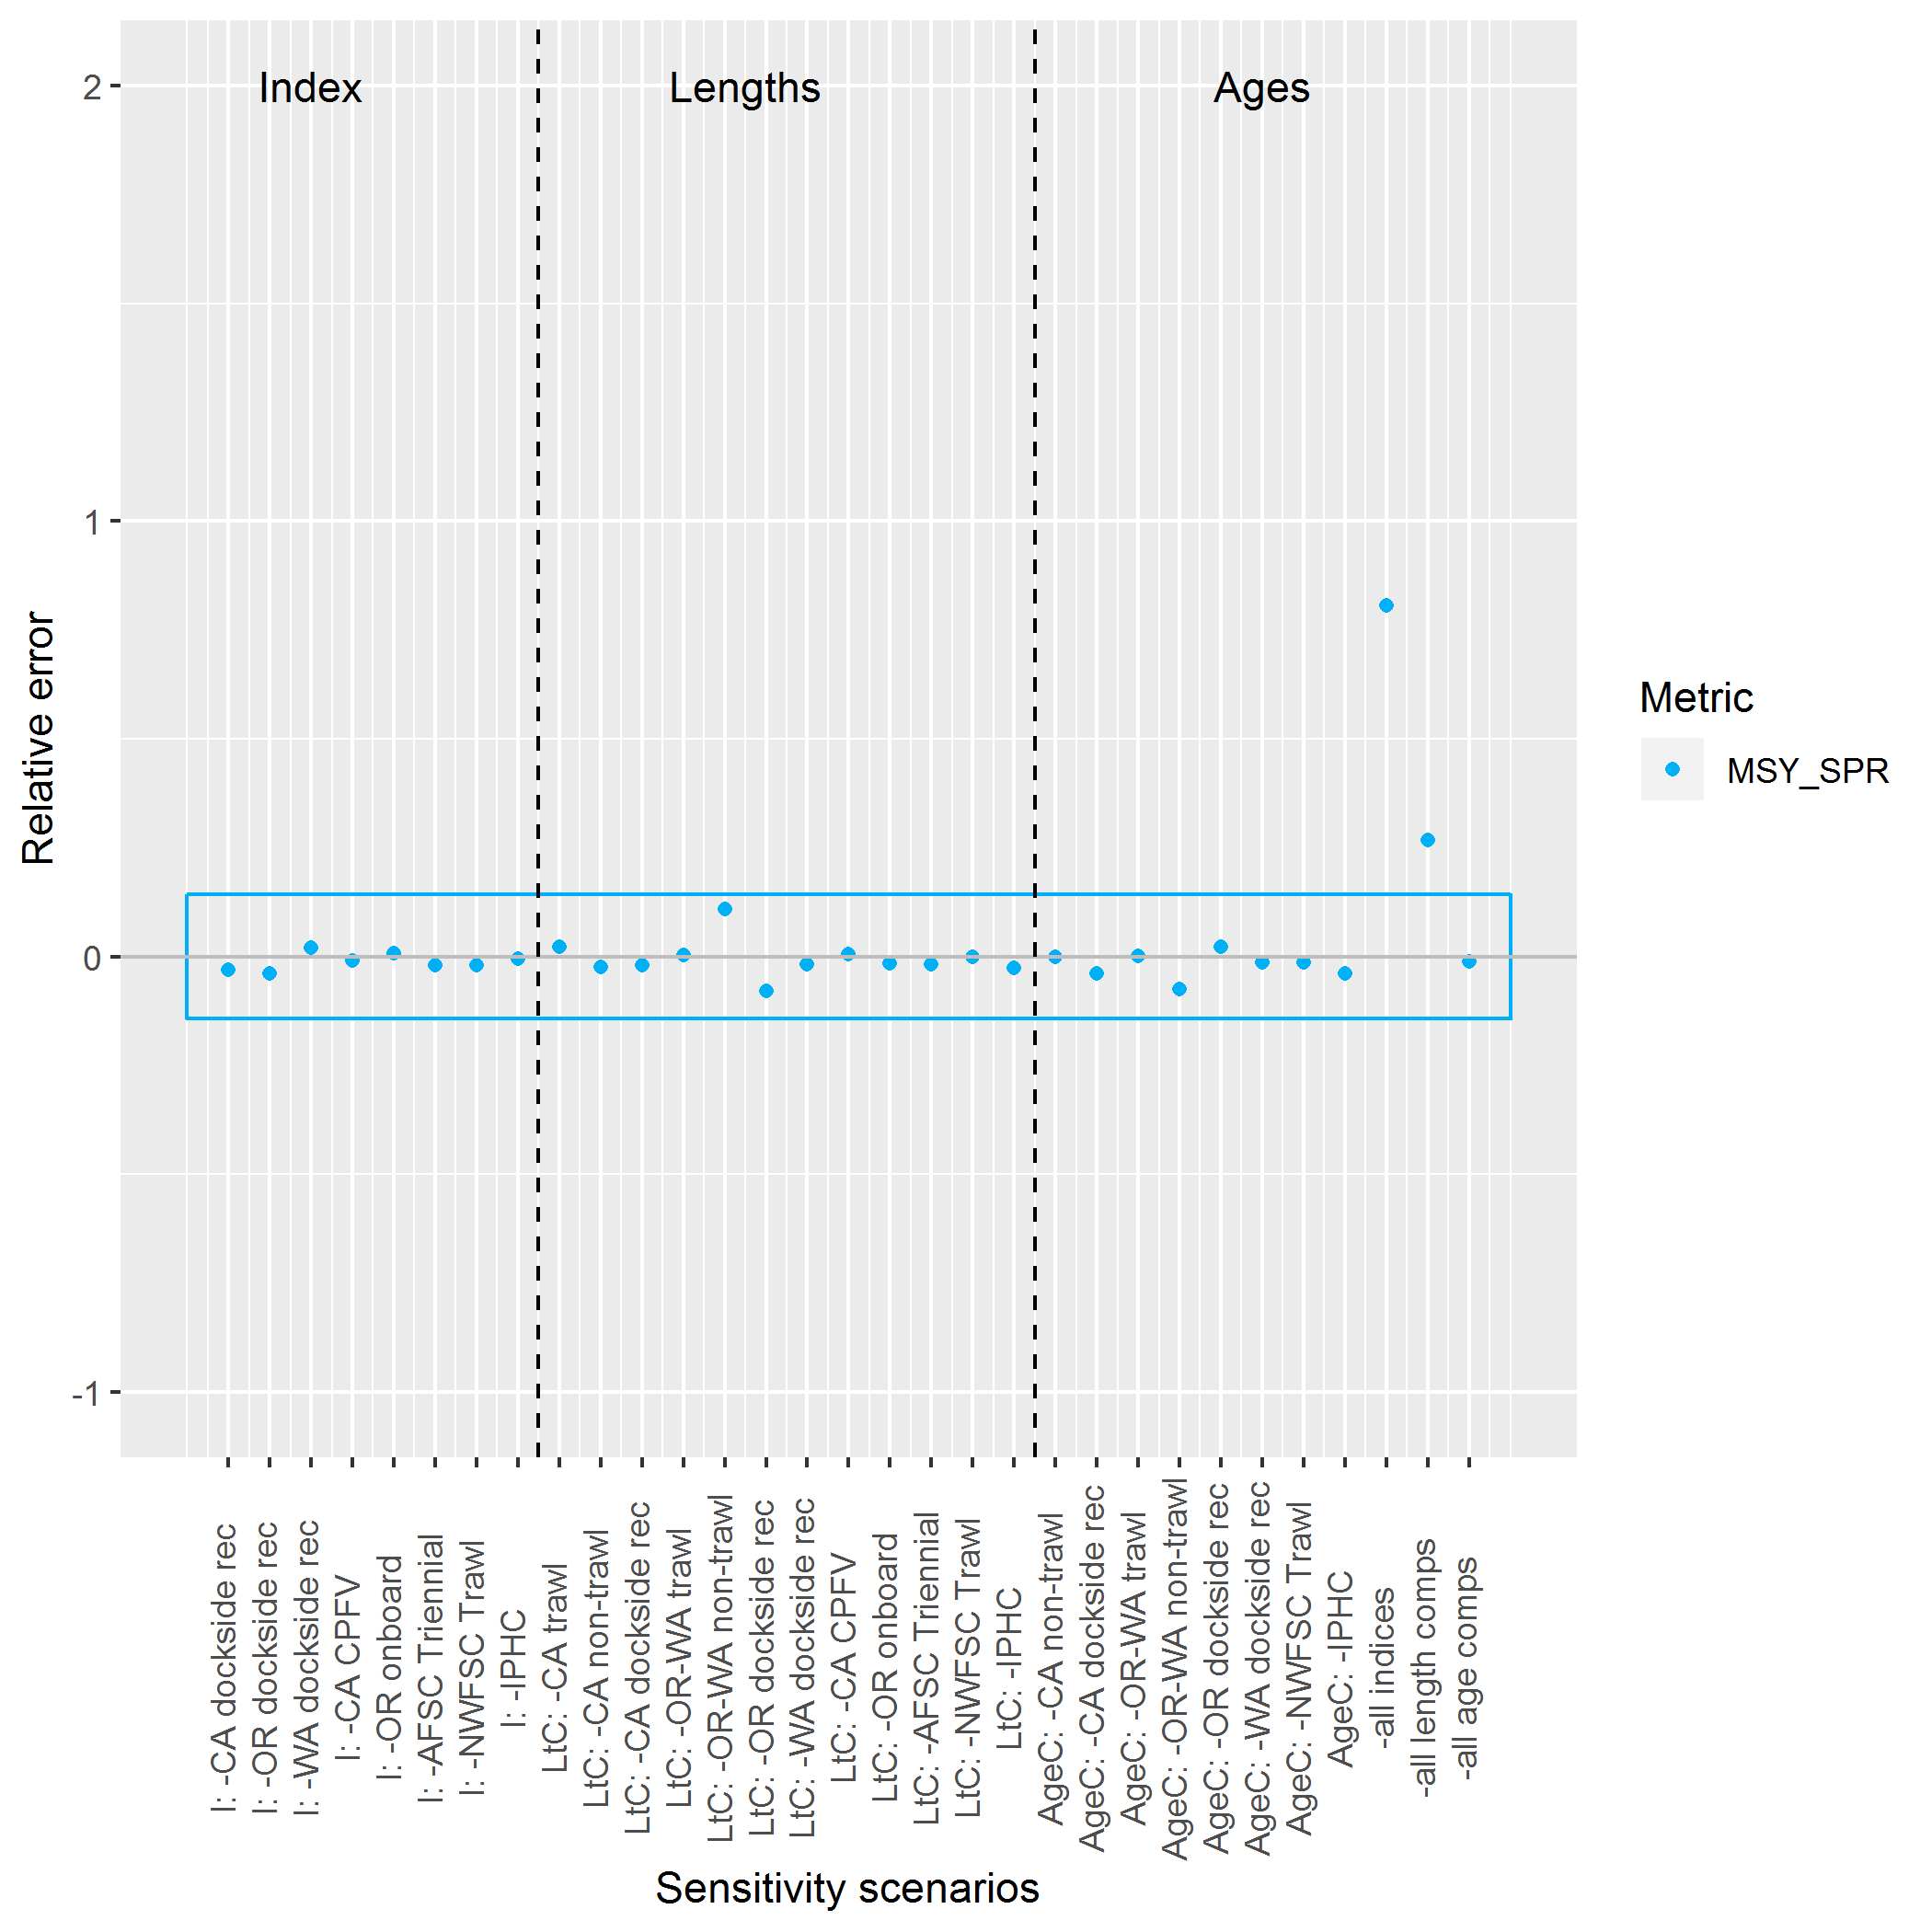 Index
Lengths
Ages
2
1
0
-1
Relative error
Metric
MSY_SPR
I: -CA dockside rec
I: -OR dockside rec
I: -WA dockside rec
I: -CA CPFV
I: -OR onboard
I: -AFSC Triennial
I: -NWFSC Trawl
I: -IPHC
LtC: -CA trawl
LtC: -CA non-trawl
LtC: -CA dockside rec
LtC: -OR-WA trawl
LtC: -OR-WA non-trawl
LtC: -OR dockside rec
LtC: -WA dockside rec
LtC: -CA CPFV
LtC: -OR onboard
LtC: -AFSC Triennial
LtC: -NWFSC Trawl
LtC: -IPHC
AgeC: -CA non-trawl
AgeC: -CA dockside rec
AgeC: -OR-WA trawl
AgeC: -OR-WA non-trawl
AgeC: -OR dockside rec
AgeC: -WA dockside rec
AgeC: -NWFSC Trawl
AgeC: -IPHC
-all indices
-all length comps
-all age comps
Sensitivity scenarios